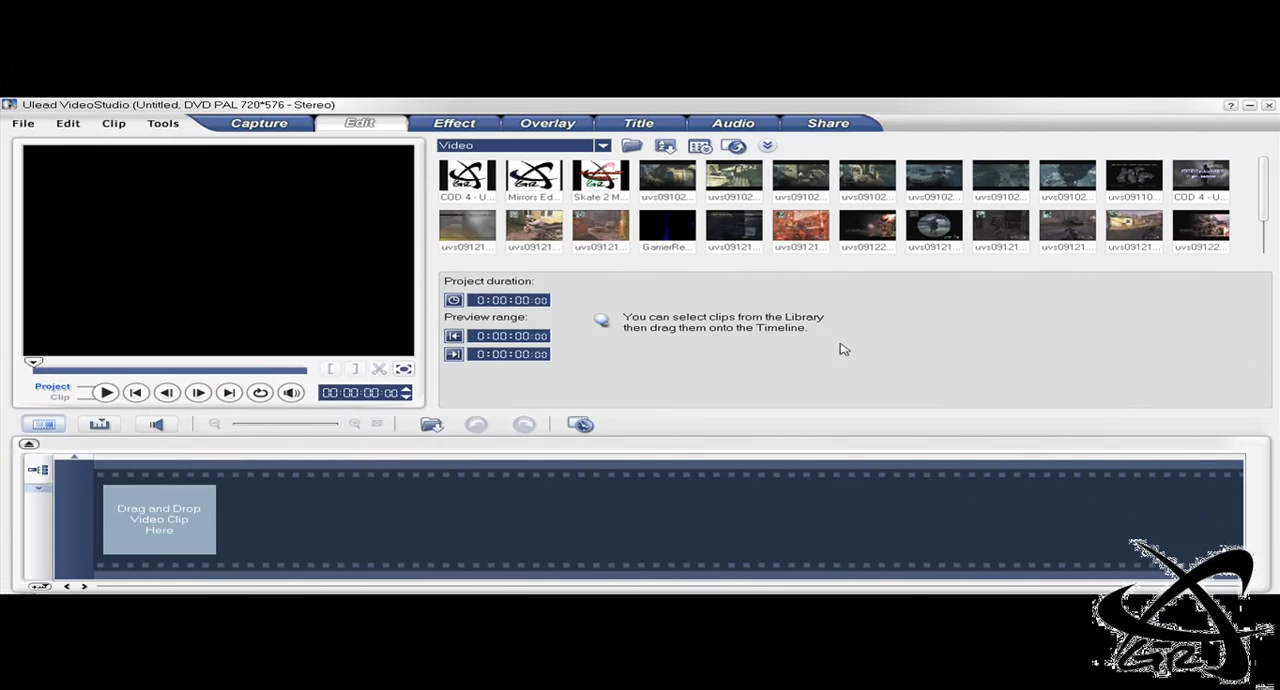 Ulead VideoStudio (Untitled, DVD PAL 720*576 - Stereo)
File Edit Clip Tools Capture Edit Effect Overlay Title Audio Share
Video
COD 4 - U... Mirrors Ed... Skate 2 M... uvs09102... uvs09102... uvs09102... uvs09102... uvs09102... uvs09102... uvs09102... uvs09110... COD 4 - U...
uvs09121... uvs09121... uvs09121... GamerRe... uvs09121... uvs09121... uvs09122... uvs09121... uvs09121... uvs09121... uvs09121... uvs09122...
Project duration:
0:00:00:00
Preview range:
0:00:00:00
0:00:00:00
You can select clips from the Library
then drag them onto the Timeline.
Project
Clip
00:00:00:00
Drag and Drop
Video Clip
Here